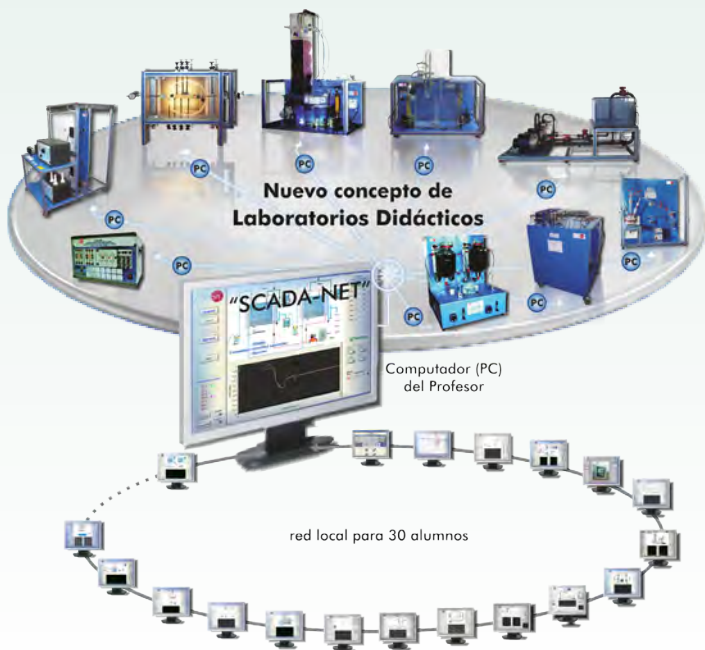 PC
PC
PC
PC
Nuevo concepto de
Laboratorios Didácticos
PC
PC
PC
PC
PC
"SCADA-NET"
Computador (PC)
del Profesor
red local para 30 alumnos